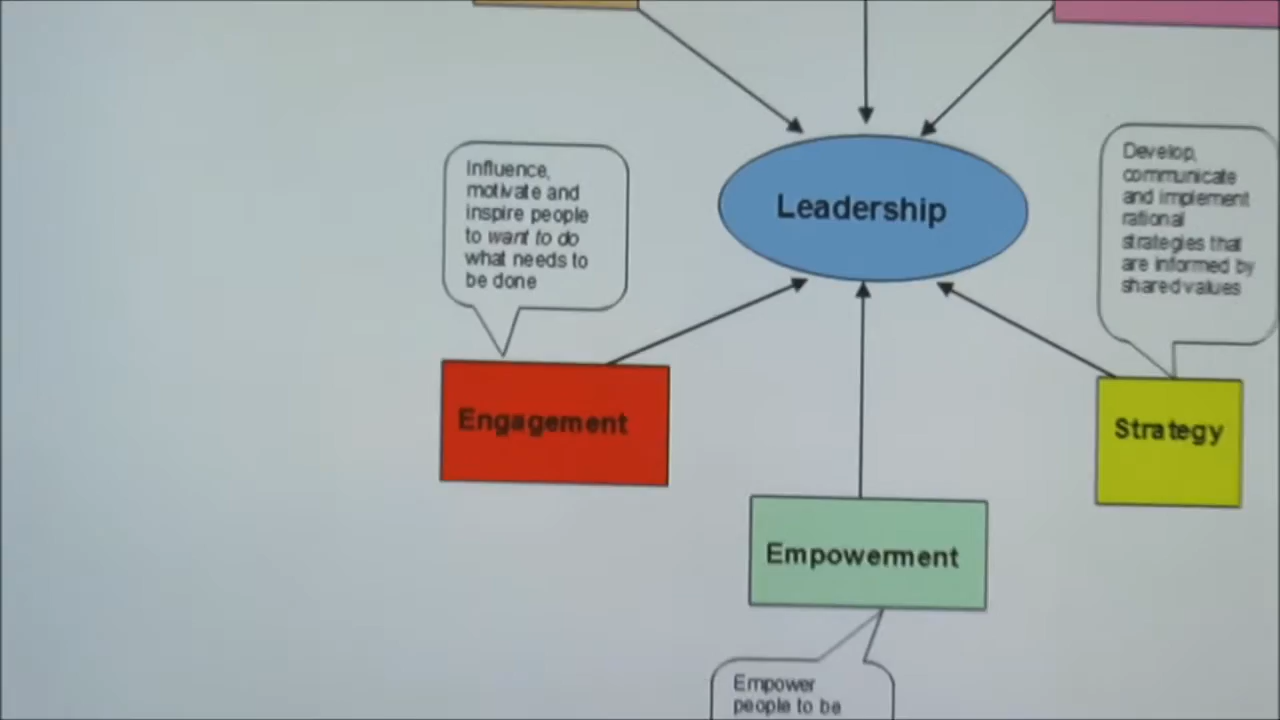 Influence,
motivate and
inspire people
to want to do
what needs to
be done
Leadership
Develop,
communicate
and implement
rational
strategies that
are informed by
shared values
Engagement
Strategy
Empowerment
Empower
people to be